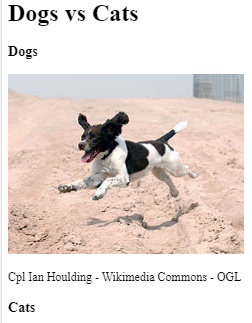 Dogs vs Cats
Dogs
Cpl Ian Houlding - Wikimedia Commons - OGL
Cats